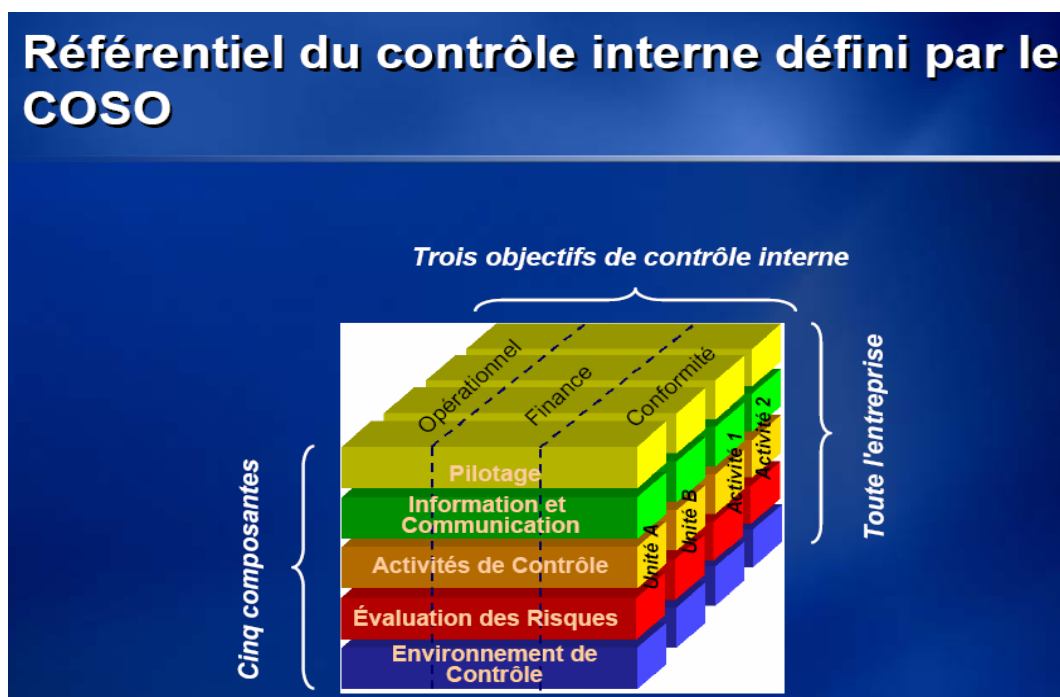 Référentiel du contrôle interne défini par le
COSO
Trois objectifs de contrôle interne
Opérationnel
Finance
Conformité
Toute l'entreprise
Cinq composantes
Pilotage
Information et
Communication
Activités de Contrôle
Évaluation des Risques
Environnement de
Contrôle
Unité A
Unité B
Activité 1
Activité 2